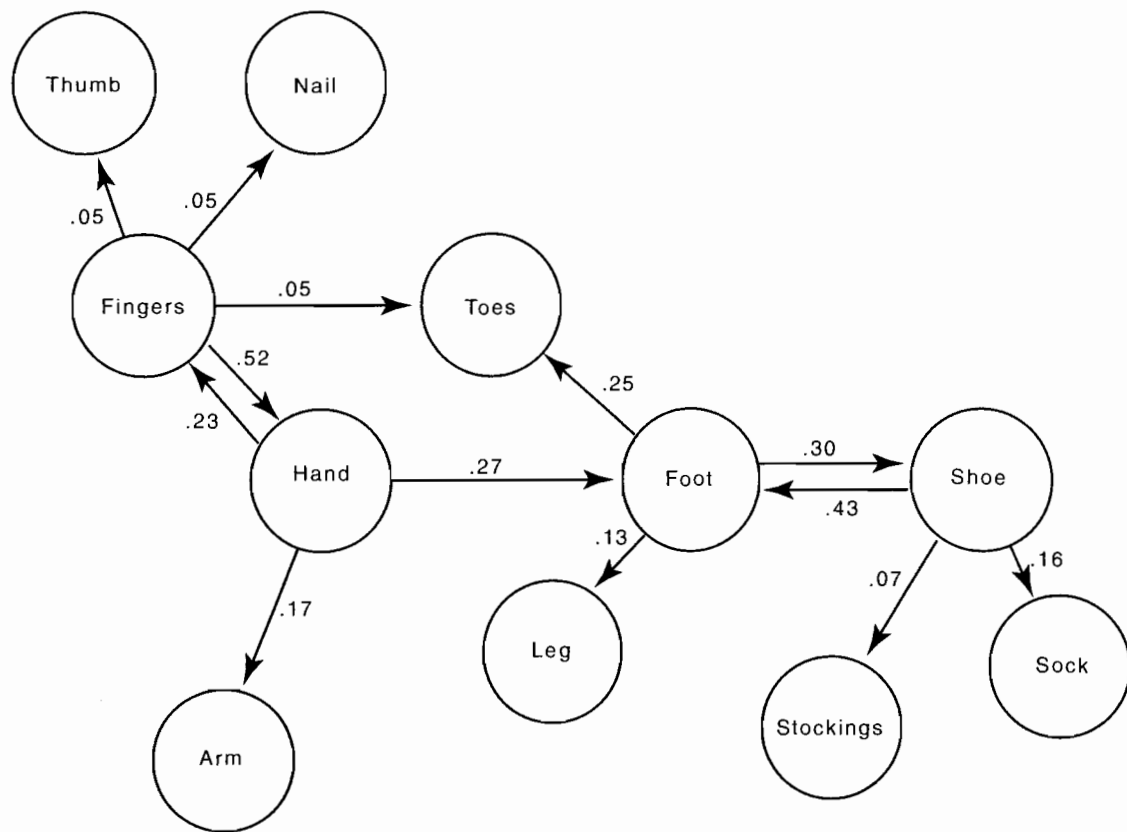 Thumb
Nail
.05
.05
Fingers
.05
Toes
.52
.23
.25
Hand
.27
Foot
.30
Shoe
.43
.13
.16
.07
.17
Leg
Sock
Stockings
Arm